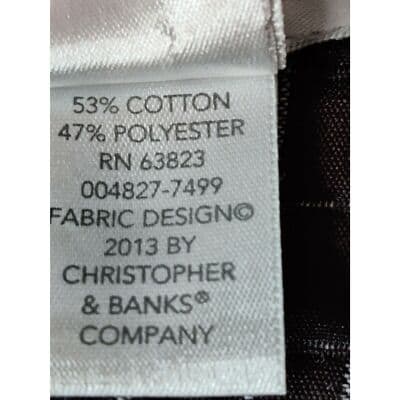 53% COTTON
47% POLYESTER
RN 63823
004827-7499
FABRIC DESIGN©
2013 BY
CHRISTOPHER
& BANKS®
COMPANY